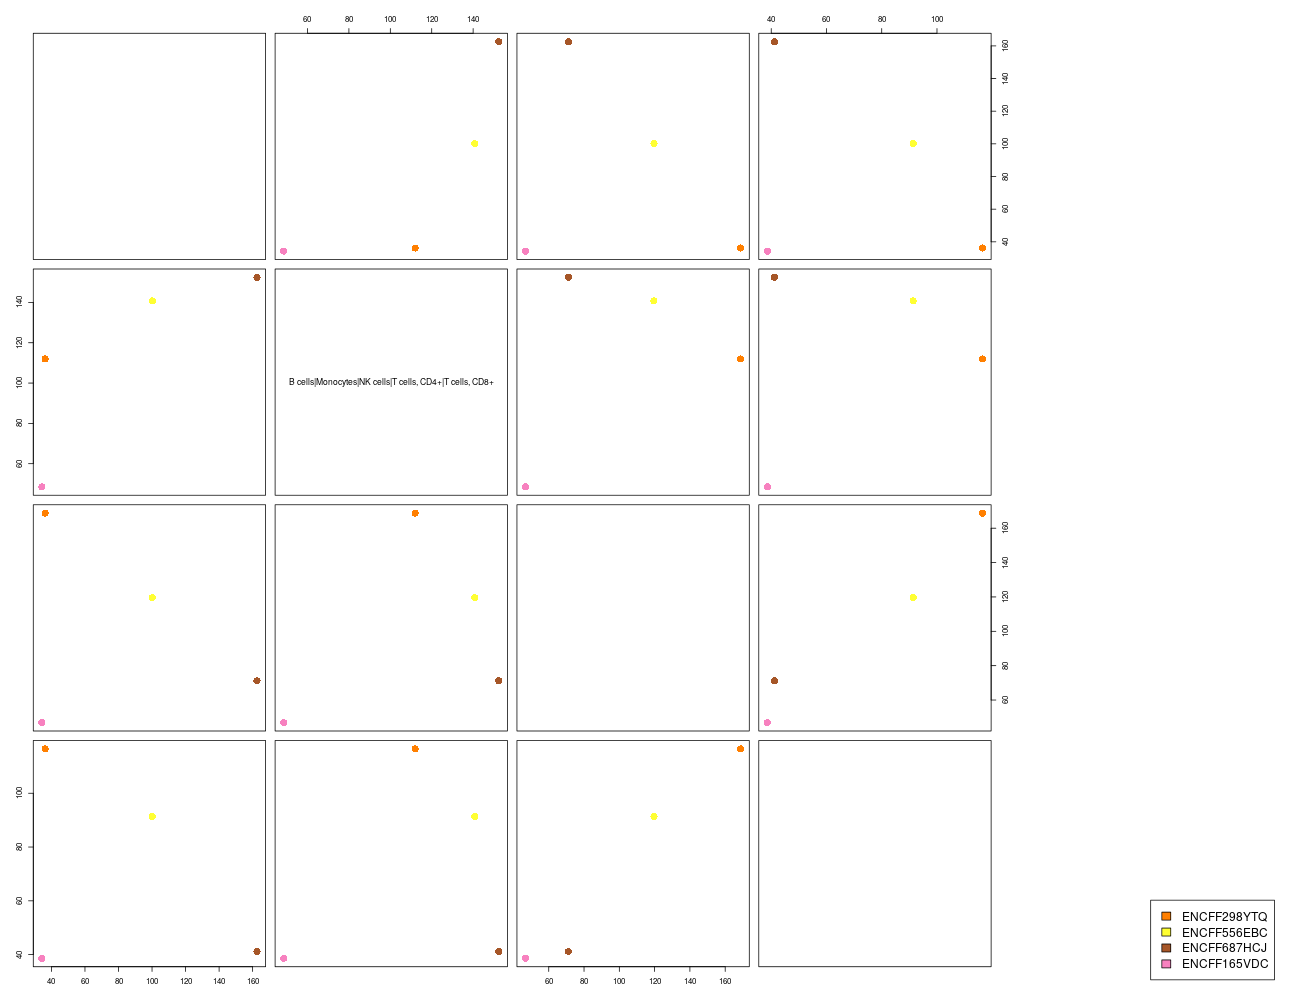 60 80 100 120 140
40 60 80 100
40 60 80 100 120 140 160
60 80 100 120 140
B cells|Monocytes|NK cells|T cells, CD4+|T cells, CD8+
60 80 100 120 140 160
40 60 80 100
40 60 80 100 120 140 160
60 80 100 120 140 160
ENCFF298YTQ
ENCFF556EBC
ENCFF687HCJ
ENCFF165VDC